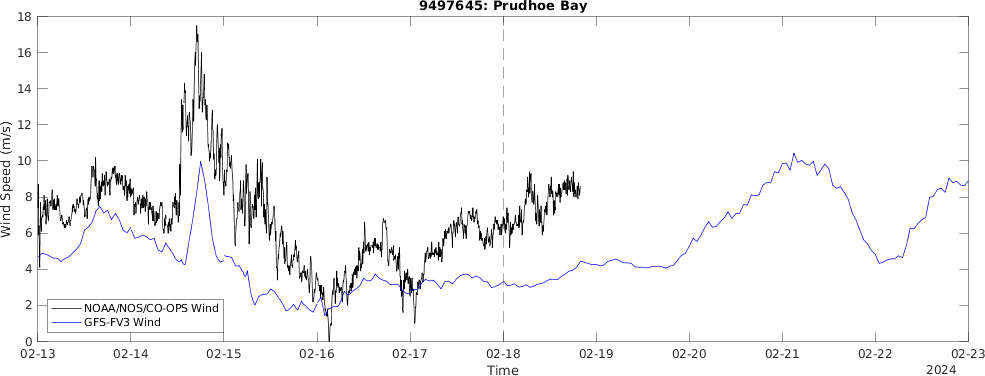 9497645: Prudhoe Bay
18
16
14
12
10
8
6
4
2
0
Wind Speed (m/s)
NOAA/NOS/CO-OPS Wind
GFS-FV3 Wind
02-13 02-14 02-15 02-16 02-17 02-18 02-19 02-20 02-21 02-22 02-23
Time
2024